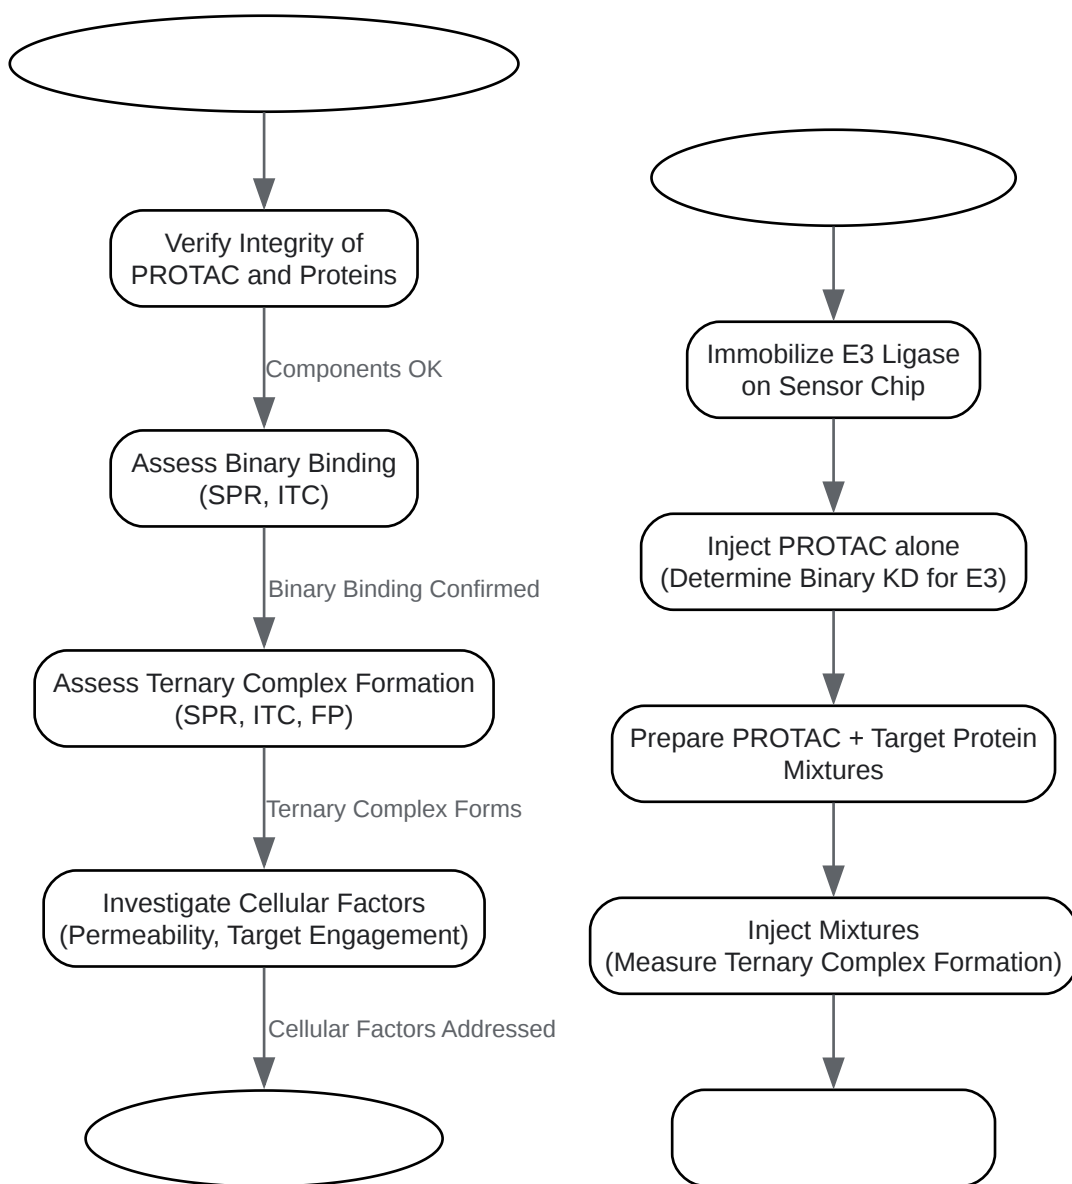 Verify Integrity of
PROTAC and Proteins
Components OK
Assess Binary Binding
(SPR, ITC)
Binary Binding Confirmed
Assess Ternary Complex Formation
(SPR, ITC, FP)
Ternary Complex Forms
Investigate Cellular Factors
(Permeability, Target Engagement)
Cellular Factors Addressed
Immobilize E3 Ligase
on Sensor Chip
Inject PROTAC alone
(Determine Binary KD for E3)
Prepare PROTAC + Target Protein
Mixtures
Inject Mixtures
(Measure Ternary Complex Formation)